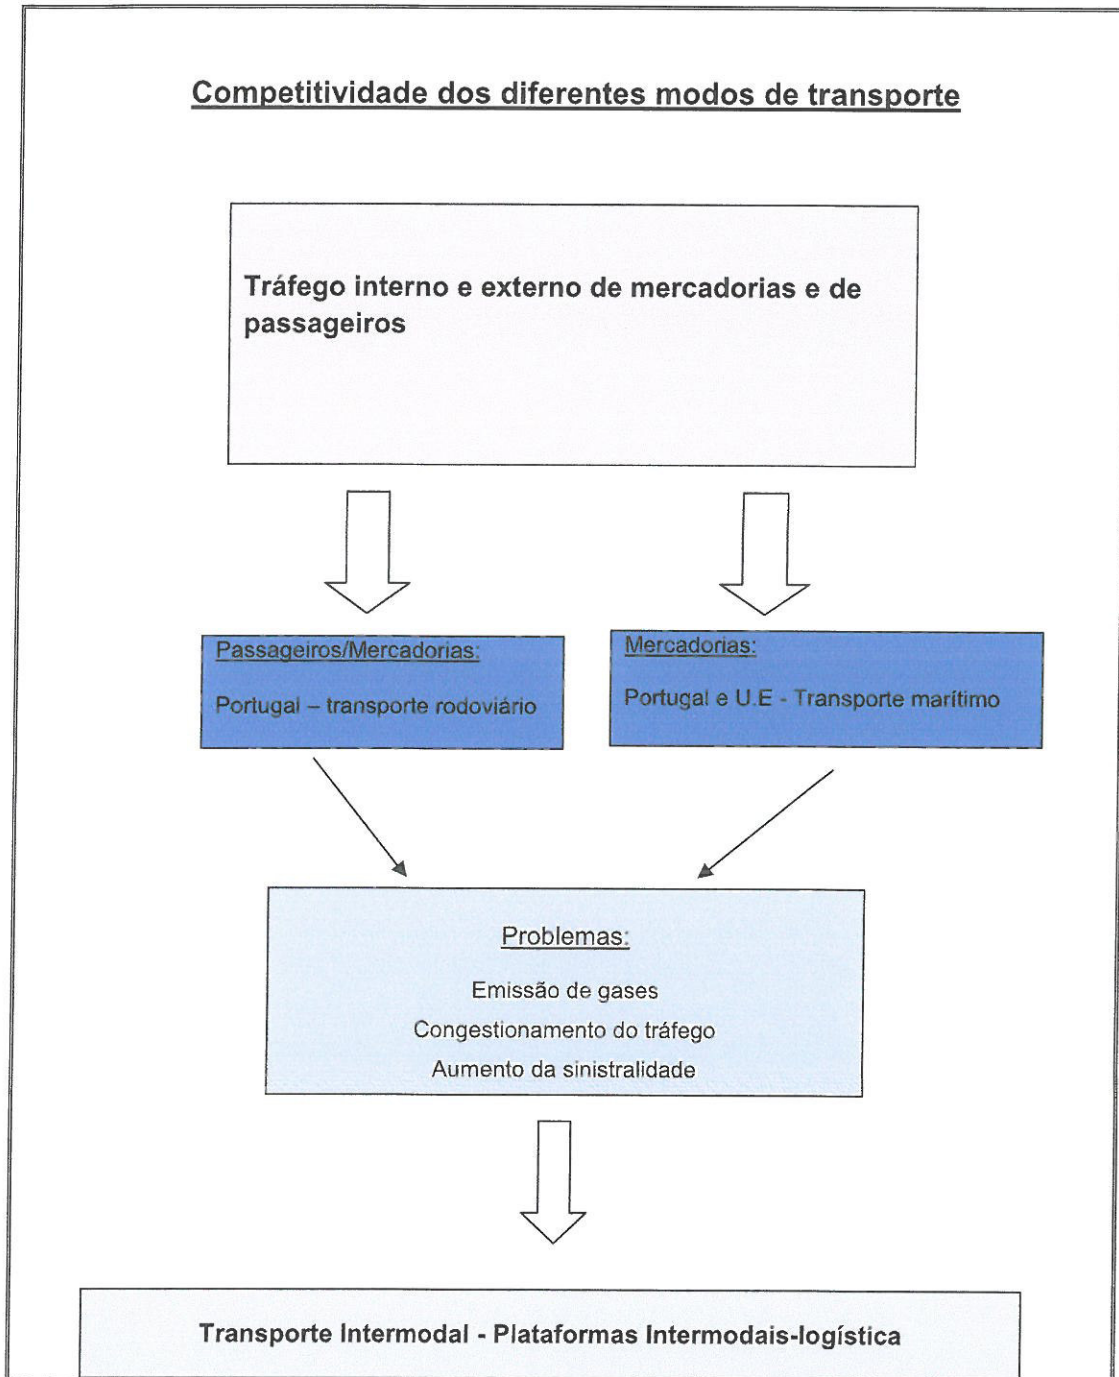 Competitividade dos diferentes modos de transporte
Tráfego interno e externo de mercadorias e de
passageiros
Passageiros/Mercadorias:
Portugal – transporte rodoviário
Mercadorias:
Portugal e U.E - Transporte marítimo
Problemas:
Emissão de gases
Congestionamento do tráfego
Aumento da sinistralidade
Transporte Intermodal - Plataformas Intermodais-logística